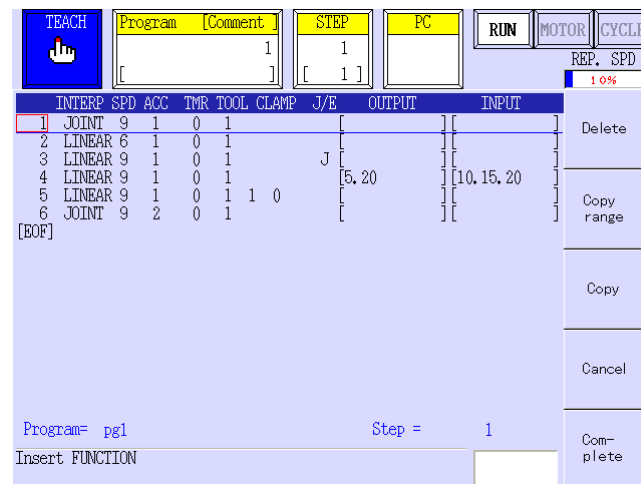 TEACH
Program [Comment ]
1
[ ]
STEP
1
[ 1 ]
PC
RUN MOTOR CYCLE
REP. SPD
10%
INTERP SPD ACC TMR TOOL CLAMP J/E OUTPUT INPUT
1 JOINT 9 1 0 1 [ ][ ]
2 LINEAR 6 1 0 1 [ ][ ]
3 LINEAR 9 1 0 1 J [ ][ ]
4 LINEAR 9 1 0 1 [5.20 ][10.15.20 ]
5 LINEAR 9 1 0 1 1 0 [ ][ ]
6 JOINT 9 2 0 1 [ ][ ]
[EOF]
Delete
Copy
range
Copy
Cancel
Com-
plete
Program= pg1 Step = 1
Insert FUNCTION